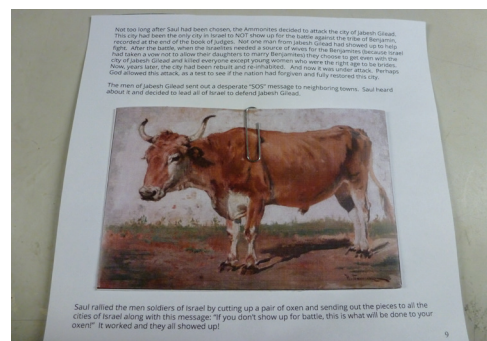 Not too long after Saul had been chosen, the Ammonites decided to attack the city of Jabesh Gilead.
This city had been the only city in Israel to NOT show up for the battle against the tribe of Benjamin,
recorded at the end of the book of Judges. Not one man from Jabesh Gilead had showed up to help
fight. After the battle, when the Israelites needed a source of wives for the Benjamites (because Israel
had taken a vow not to allow their daughters to marry Benjamites) they choose to get even with the
city of Jabesh Gilead and killed everyone except young women who were the right age to be brides.
Now, years later, the city had been rebuilt and re-inhabited. And now it was under attack. Perhaps
God allowed this attack, as a test to see if the nation had forgiven and fully restored this city.
The men of Jabesh Gilead sent out a desperate "SOS" message to neighboring towns. Saul heard
about it and decided to lead all of Israel to defend Jabesh Gilead.
Saul rallied the men soldiers of Israel by cutting up a pair of oxen and sending out the pieces to all the
cities of Israel along with this message: "If you don't show up for battle, this is what will be done to your
oxen!" It worked and they all showed up!
9